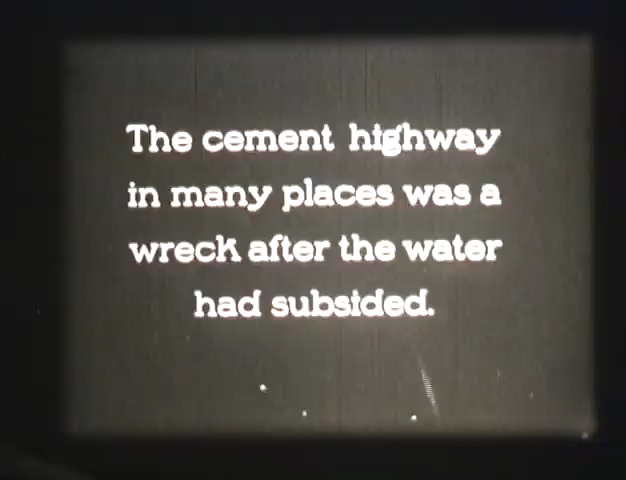 The cement highway
in many places was a
wreck after the water
had subsided.